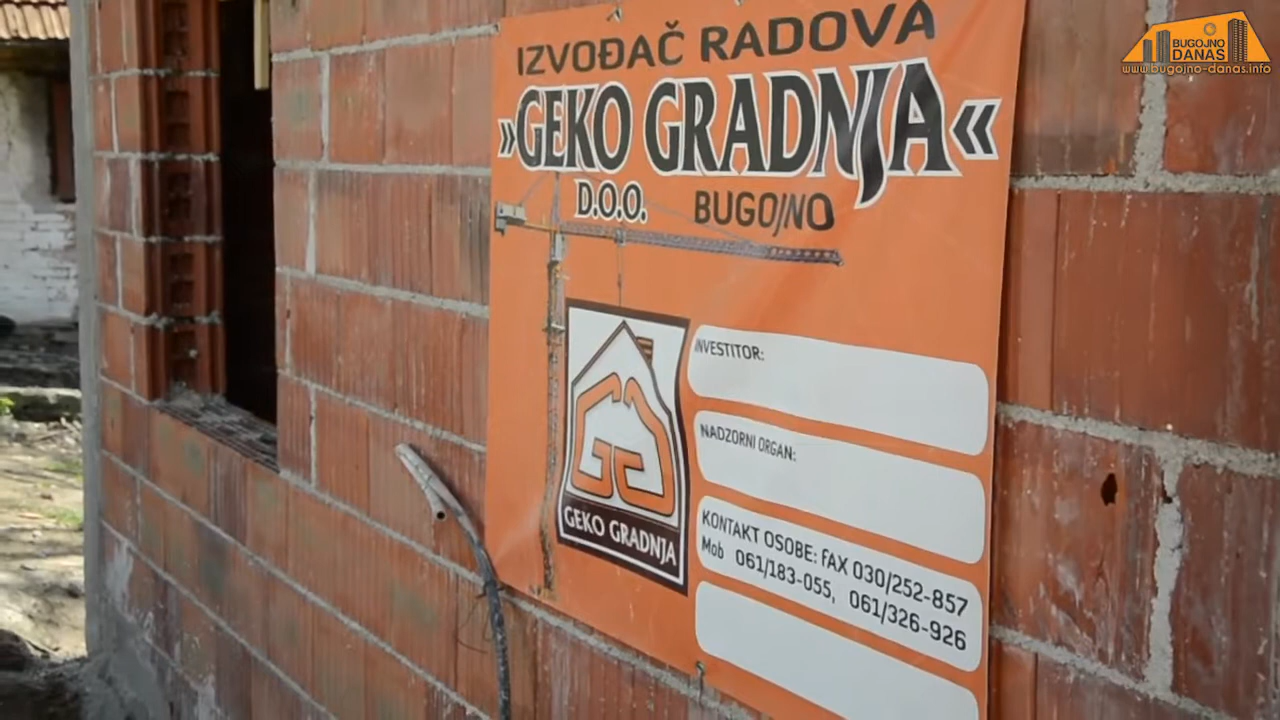 IZVOĐAČ RADOVA
»GEKO GRADNJA«
D.O.O. BUGOJNO
INVESTITOR:
NADZORNI ORGAN:
KONTAKT OSOBE: FAX 030/252-857
Mob 061/183-055, 061/326-926
GEKO GRADNJA
BUGOJNO
DANAS
www.bugojno-danas.info